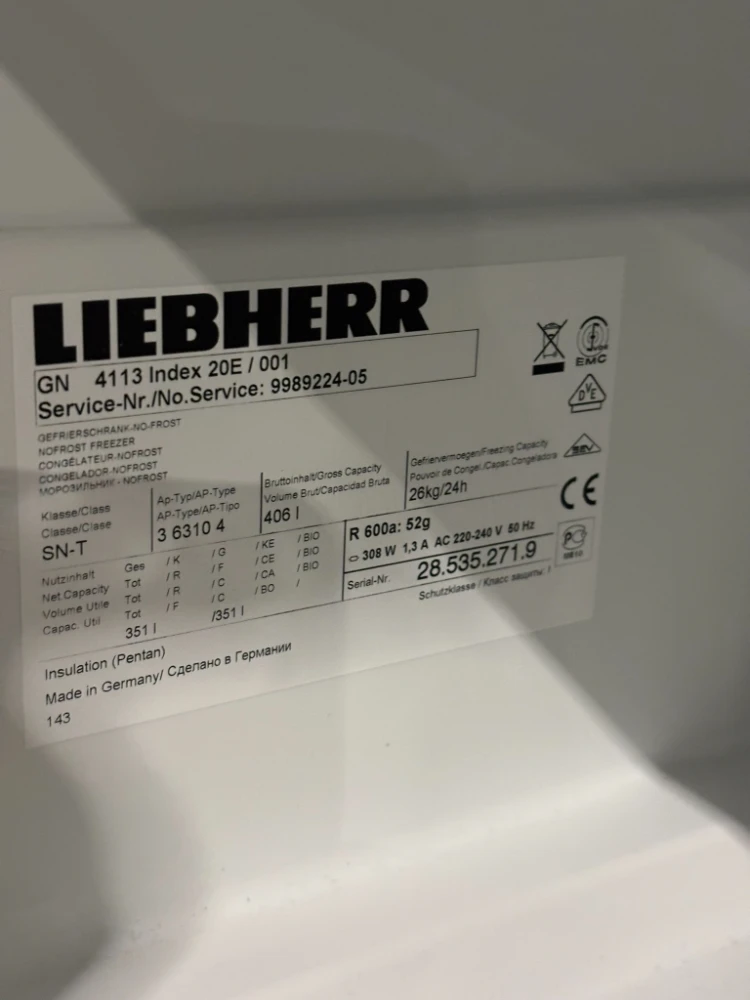 LIEBHERR
GN 4113 Index 20E / 001
Service-Nr./No.Service: 9989224-05
GEFRIERSCHRANK-NO-FROST
NOFROST FREEZER
CONGÉLATEUR-NOFROST
CONGELADOR-NOFROST
МОРОЗИЛЬНИК - NOFROST
EMC
DVE
SEV
CE
Klasse/Class
Classe/Clase
SN-T
Ap-Typ/AP-Type
AP-Type/AP-Tipo
3 6310 4
Bruttoinhalt/Gross Capacity
Volume Brut/Capacidad Bruta
406 l
Gefriervermoegen/Freezing Capacity
Pouvoir de Congel./Capac.Congeladora
26kg/24h
Nutzinhalt Ges / K / G / KE / BIO
Net Capacity Tot / R / F / CE / BIO
Volume Utile Tot / R / C / CA / BIO
Capac. Util Tot / F / C / BO /
351 l /351 l
R 600a: 52g
308 W 1,3 A AC 220-240 V 50 Hz
Serial-Nr. 28.535.271.9
Schutzklasse / Класс защиты: I
Insulation (Pentan)
Made in Germany/ Сделано в Германии
143